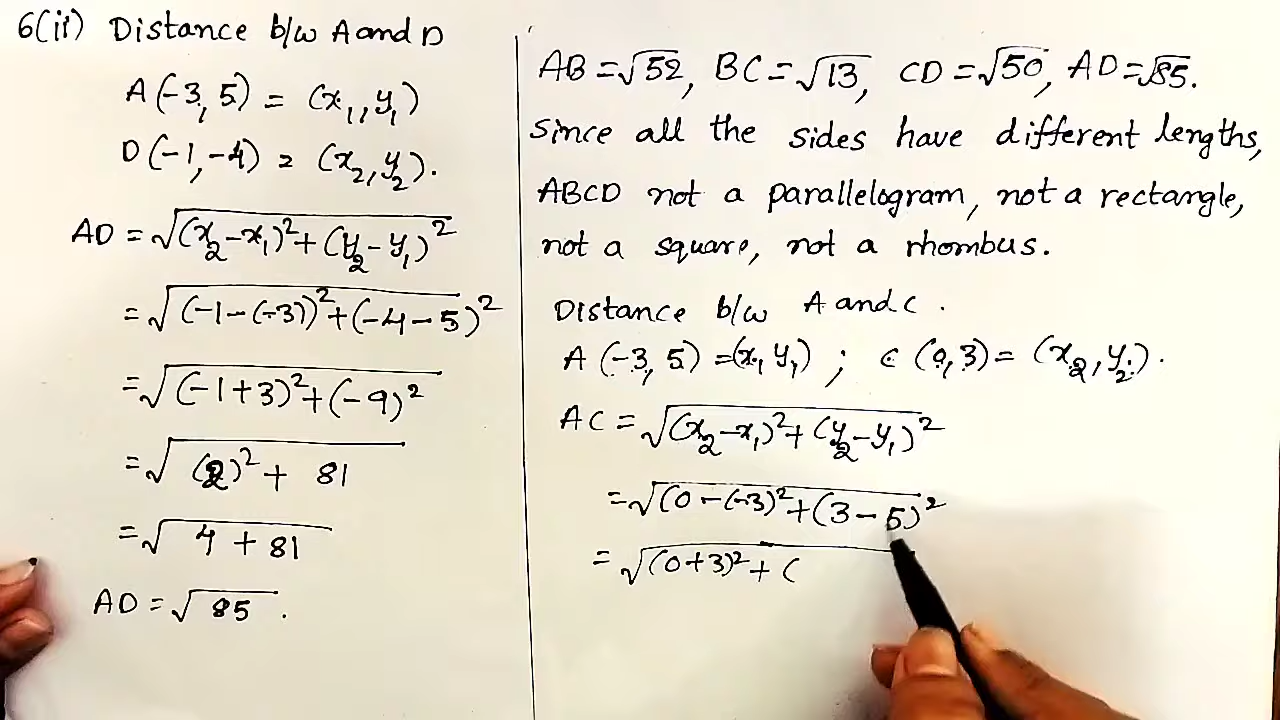 6(ii) Distance b/w A and D
A(-3, 5) = (x₁, y₁)
D(-1, -4) = (x₂, y₂).
AD = √((x₂-x₁)²+(y₂-y₁)²)
= √((-1-(-3))²+(-4-5)²)
= √((-1+3)²+(-9)²)
= √((2)²+ 81)
= √(4 + 81)
AD = √85.
AB = √52, BC = √13, CD = √50, AD = √85.
Since all the sides have different lengths,
ABCD not a parallelogram, not a rectangle,
not a square, not a rhombus.
Distance b/w A and C.
A(-3, 5) = (x₁ y₁) ; C(0, 3) = (x₂, y₂).
AC = √((x₂-x₁)²+(y₂-y₁)²)
= √((0-(-3)²+(3-5)²)
= √((0+3)²+(